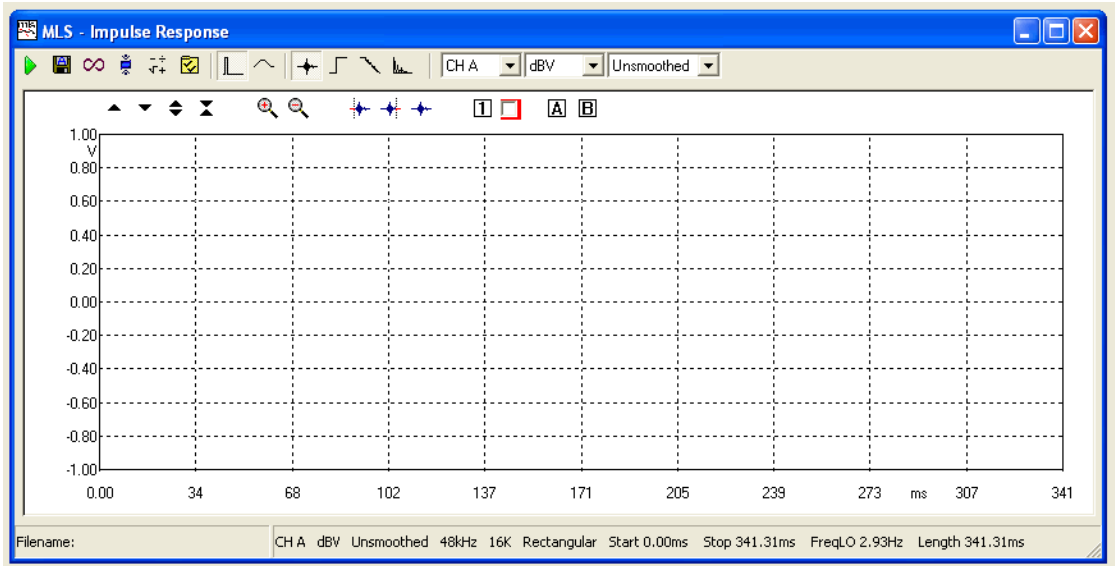 MLS - Impulse Response
CH A dBV Unsmoothed
1 A B
1.00
V
0.80
0.60
0.40
0.20
0.00
-0.20
-0.40
-0.60
-0.80
-1.00
0.00 34 68 102 137 171 205 239 273 ms 307 341
Filename: CH A dBV Unsmoothed 48kHz 16K Rectangular Start 0.00ms Stop 341.31ms FreqLO 2.93Hz Length 341.31ms